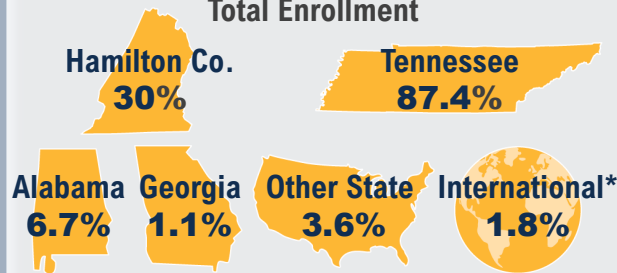 Total Enrollment
Hamilton Co.
30%
Tennessee
87.4%
Alabama
6.7%
Georgia
1.1%
Other State
3.6%
International*
1.8%